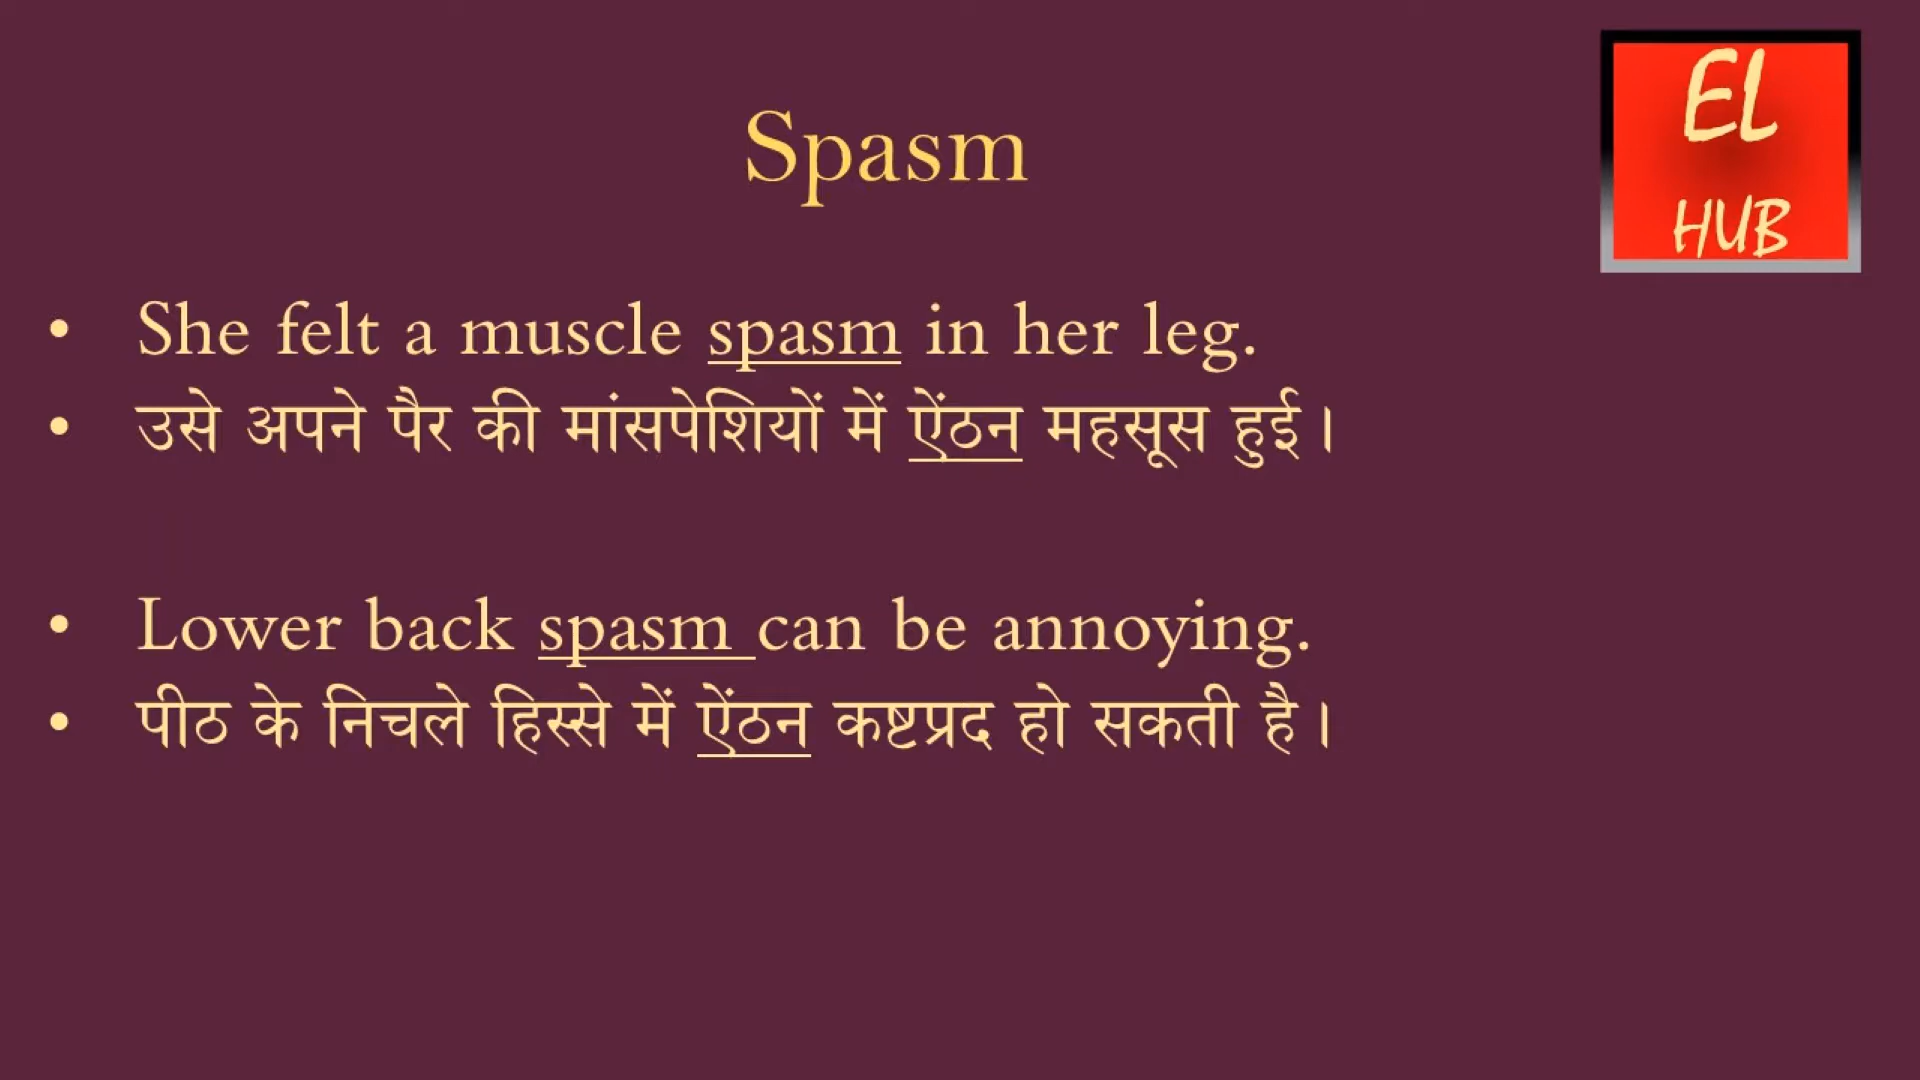 EL
HUB
Spasm
• She felt a muscle spasm in her leg.
• उसे अपने पैर की मांसपेशियों में ऐंठन महसूस हुई।
• Lower back spasm can be annoying.
• पीठ के निचले हिस्से में ऐंठन कष्टप्रद हो सकती है।